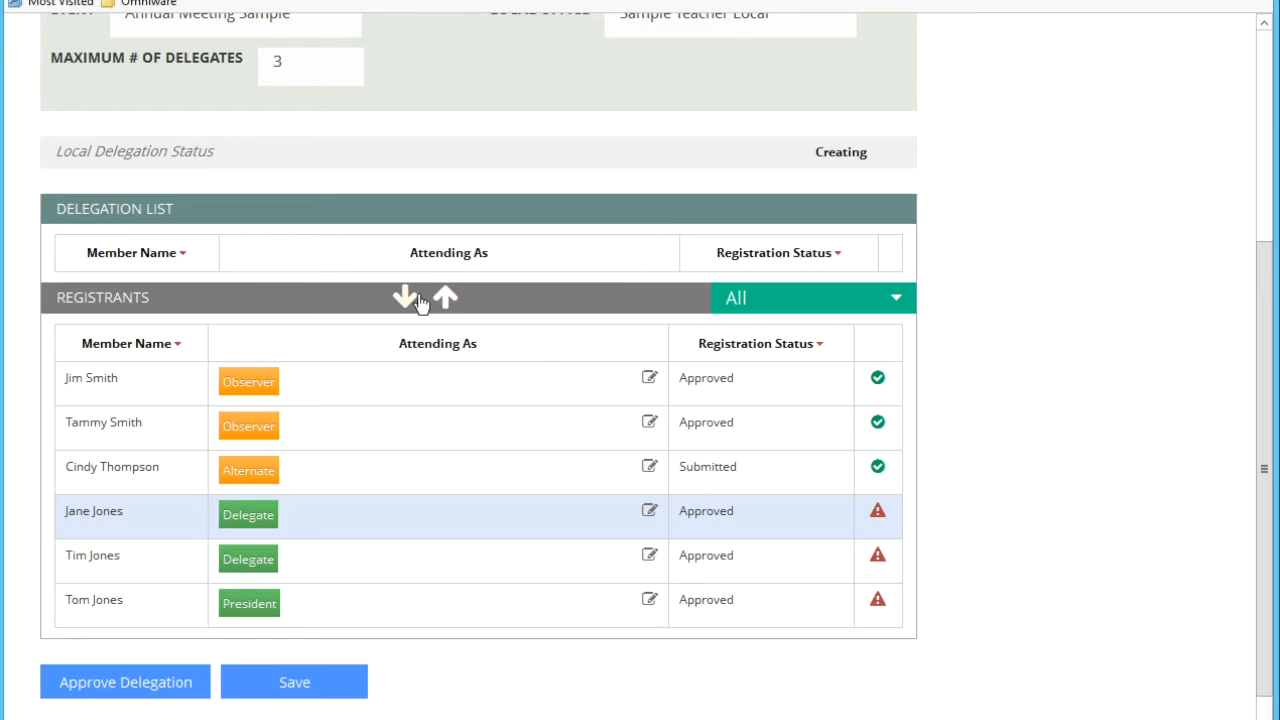 Most Visited Omniware
EVENT Annual Meeting Sample LOCAL OFFICE Sample Teacher Local
MAXIMUM # OF DELEGATES 3
Local Delegation Status Creating
DELEGATION LIST
Member Name Attending As Registration Status
REGISTRANTS All
Member Name Attending As Registration Status
Jim Smith Observer Approved
Tammy Smith Observer Approved
Cindy Thompson Alternate Submitted
Jane Jones Delegate Approved
Tim Jones Delegate Approved
Tom Jones President Approved
Approve Delegation Save